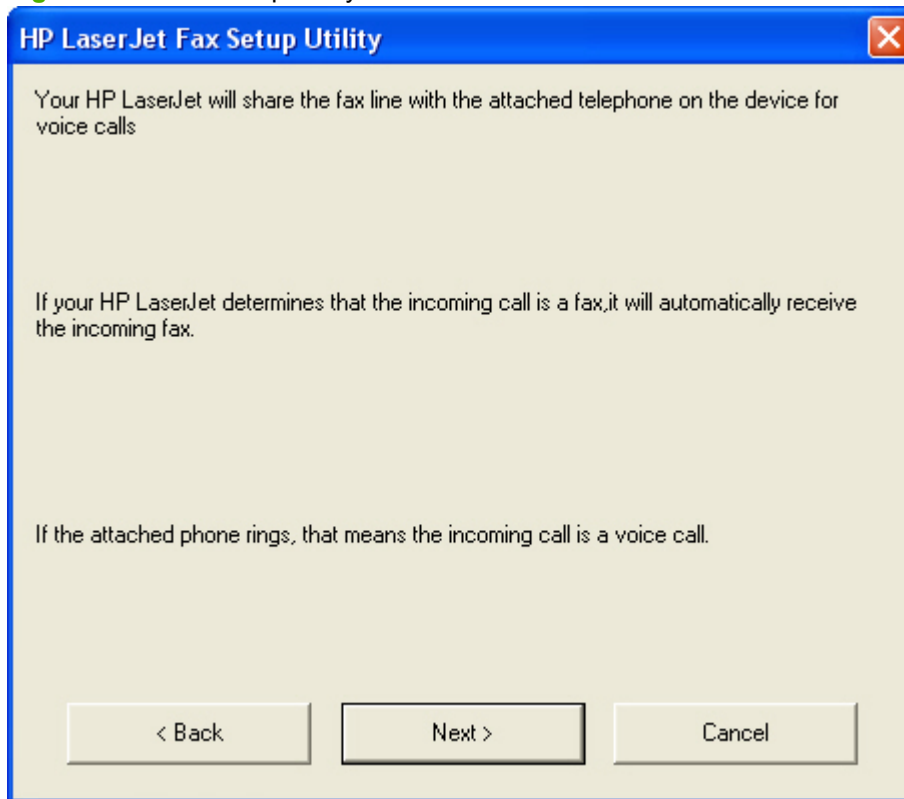 HP LaserJet Fax Setup Utility
Your HP LaserJet will share the fax line with the attached telephone on the device for
voice calls
If your HP LaserJet determines that the incoming call is a fax,it will automatically receive
the incoming fax.
If the attached phone rings, that means the incoming call is a voice call.
< Back
Next >
Cancel